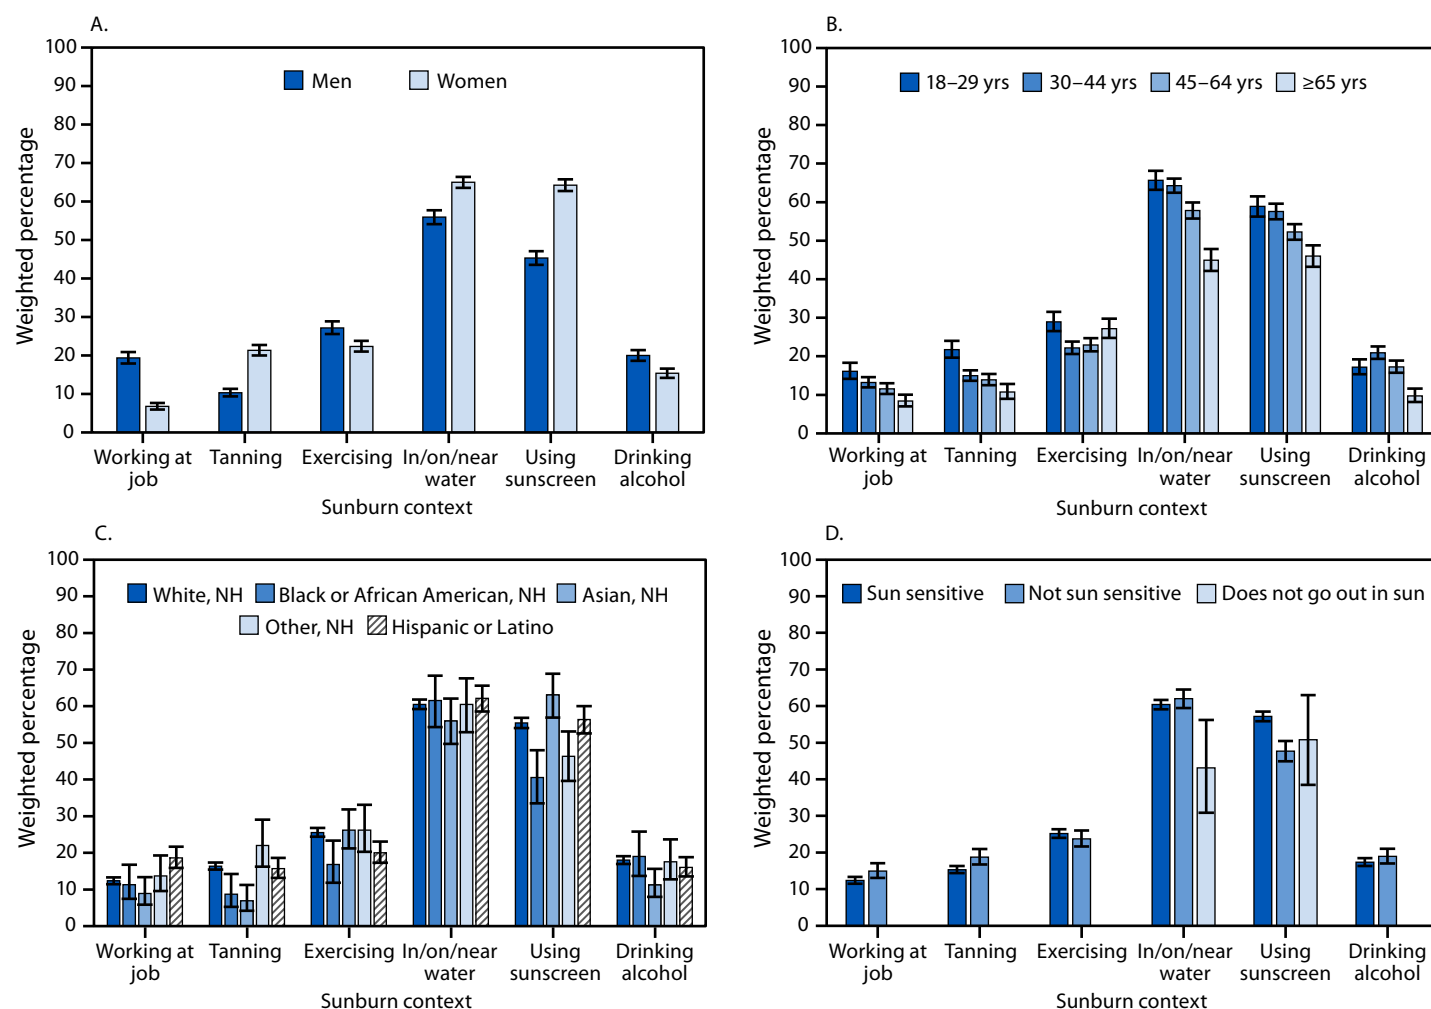 A.
Men Women
Weighted percentage
100
90
80
70
60
50
40
30
20
10
0
Working at job
Tanning
Exercising
In/on/near water
Using sunscreen
Drinking alcohol
Sunburn context
B.
18–29 yrs 30–44 yrs 45–64 yrs ≥65 yrs
Weighted percentage
100
90
80
70
60
50
40
30
20
10
0
Working at job
Tanning
Exercising
In/on/near water
Using sunscreen
Drinking alcohol
Sunburn context
C.
White, NH Black or African American, NH Asian, NH
Other, NH Hispanic or Latino
Weighted percentage
100
90
80
70
60
50
40
30
20
10
0
Working at job
Tanning
Exercising
In/on/near water
Using sunscreen
Drinking alcohol
Sunburn context
D.
Sun sensitive Not sun sensitive Does not go out in sun
Weighted percentage
100
90
80
70
60
50
40
30
20
10
0
Working at job
Tanning
Exercising
In/on/near water
Using sunscreen
Drinking alcohol
Sunburn context